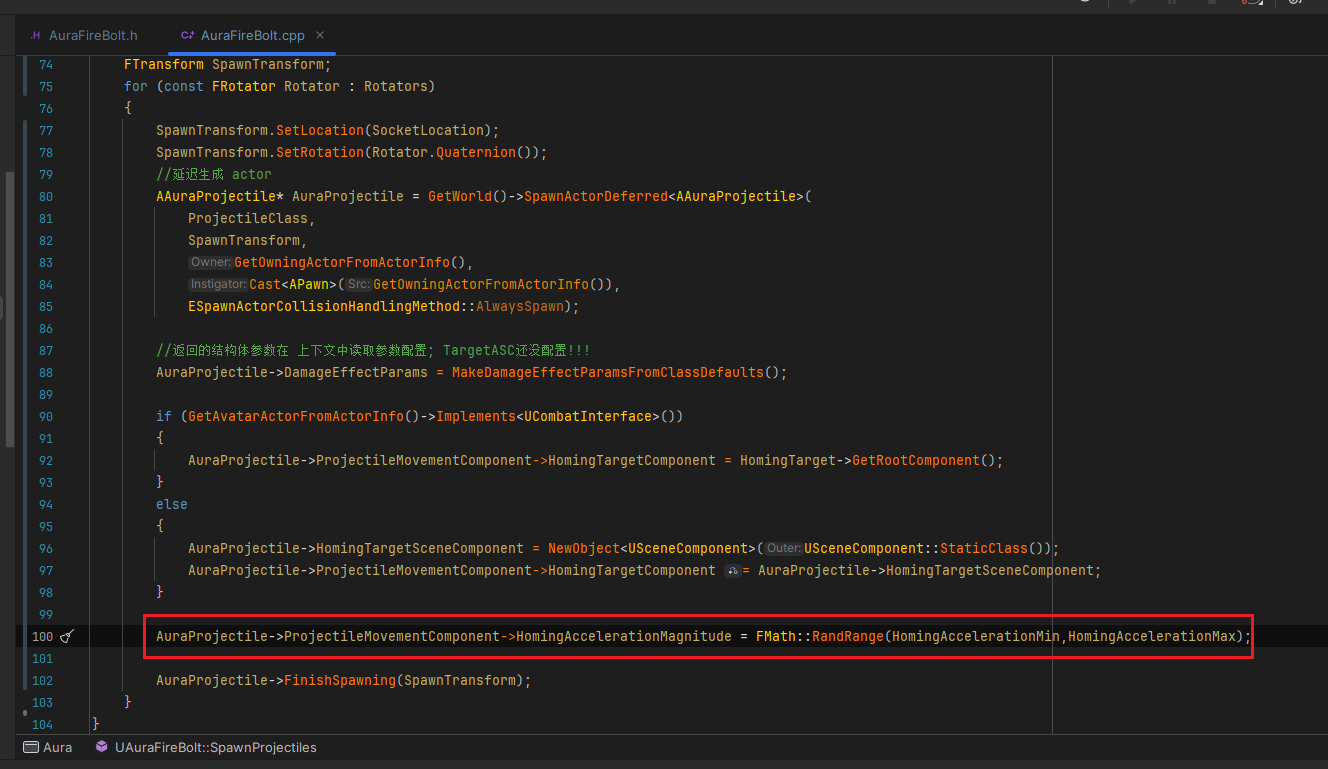 AuraFireBolt.h
AuraFireBolt.cpp
74 FTransform SpawnTransform;
75 for (const FRotator Rotator : Rotators)
76 {
77 SpawnTransform.SetLocation(SocketLocation);
78 SpawnTransform.SetRotation(Rotator.Quaternion());
79 //延迟生成 actor
80 AAuraProjectile* AuraProjectile = GetWorld()->SpawnActorDeferred<AAuraProjectile>(
81 ProjectileClass,
82 SpawnTransform,
83 Owner: GetOwningActorFromActorInfo(),
84 Instigator: Cast<APawn>( Src: GetOwningActorFromActorInfo()),
85 ESpawnActorCollisionHandlingMethod::AlwaysSpawn);
86
87 //返回的结构体参数在 上下文中读取参数配置; TargetASC还没配置!!!
88 AuraProjectile->DamageEffectParams = MakeDamageEffectParamsFromClassDefaults();
89
90 if (GetAvatarActorFromActorInfo()->Implements<UCombatInterface>())
91 {
92 AuraProjectile->ProjectileMovementComponent->HomingTargetComponent = HomingTarget->GetRootComponent();
93 }
94 else
95 {
96 AuraProjectile->HomingTargetSceneComponent = NewObject<USceneComponent>( Outer: USceneComponent::StaticClass());
97 AuraProjectile->ProjectileMovementComponent->HomingTargetComponent = AuraProjectile->HomingTargetSceneComponent;
98 }
99
100 AuraProjectile->ProjectileMovementComponent->HomingAccelerationMagnitude = FMath::RandRange(HomingAccelerationMin,HomingAccelerationMax);
101
102 AuraProjectile->FinishSpawning(SpawnTransform);
103 }
104 }
Aura UAuraFireBolt::SpawnProjectiles